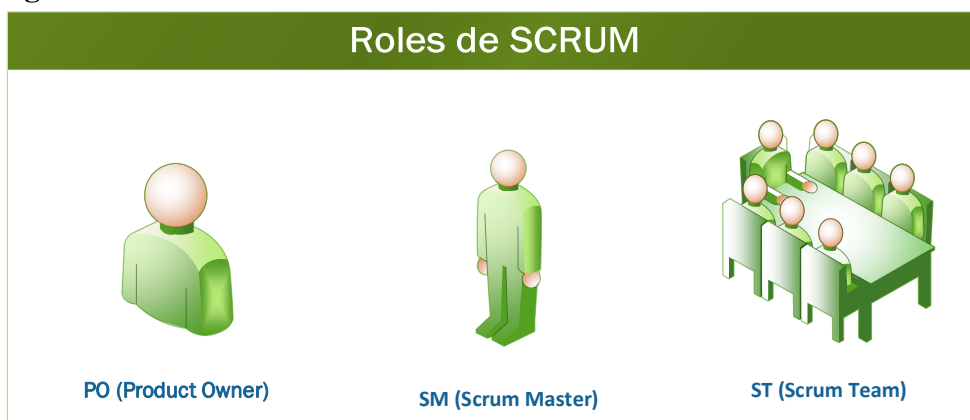 Roles de SCRUM
PO (Product Owner)
SM (Scrum Master)
ST (Scrum Team)